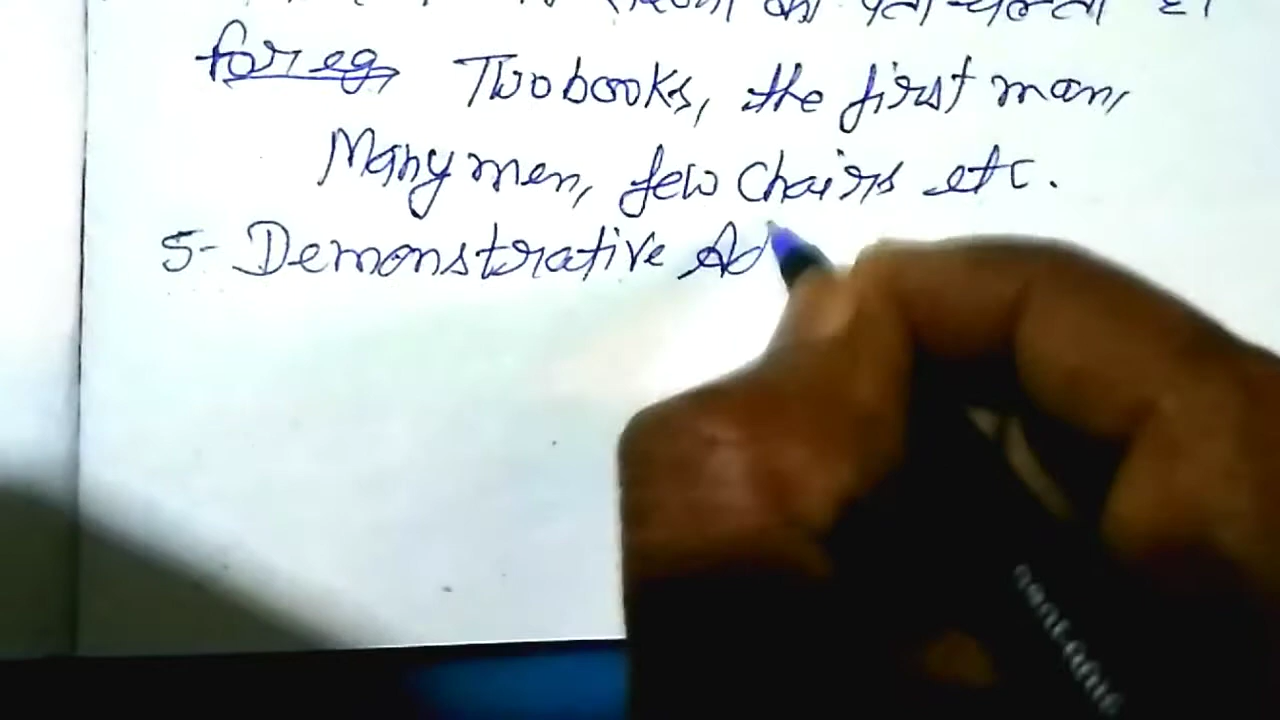 for eg, Two books, the first man,
Many men, few Chairs etc.
5- Demonstrative Ad